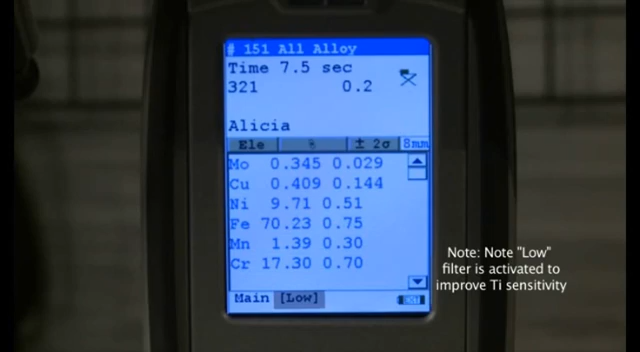 # 151 All Alloy
Time 7.5 sec
321 0.2
Alicia
Ele % ± 2σ 8mm
Mo 0.345 0.029
Cu 0.409 0.144
Ni 9.71 0.51
Fe 70.23 0.75
Mn 1.39 0.30
Cr 17.30 0.70
Main [Low]
Note: Note "Low"
filter is activated to
improve Ti sensitivity